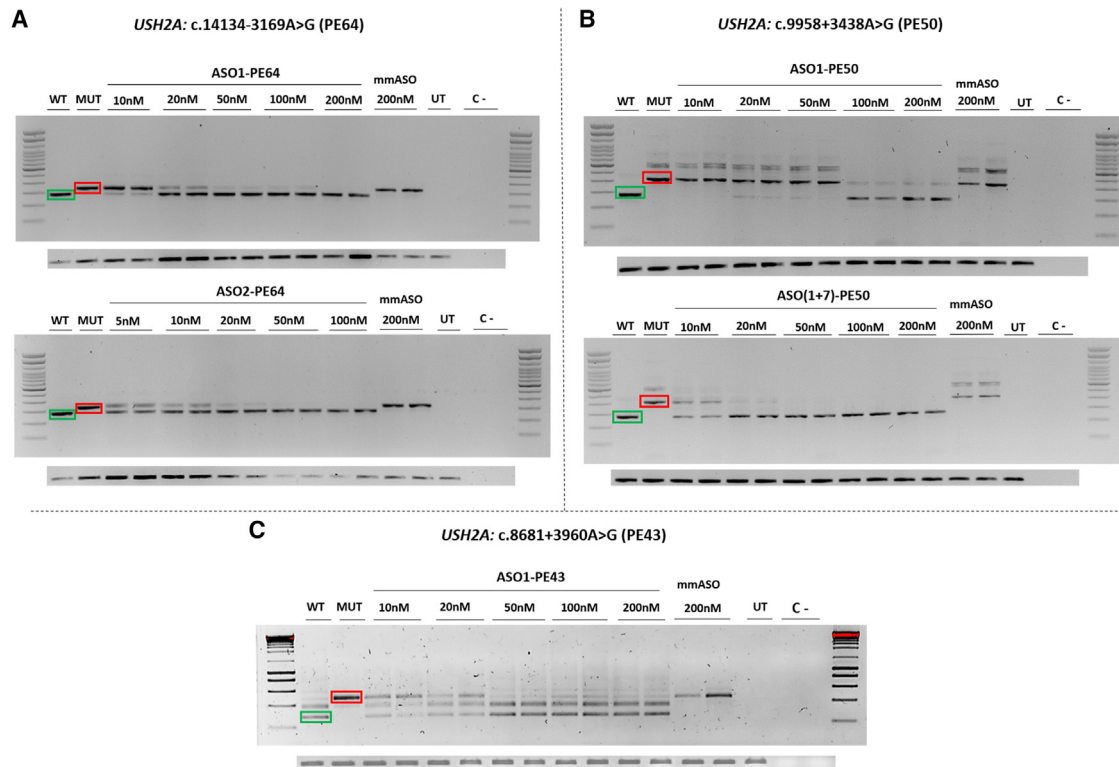 A
USH2A: c.14134-3169A>G (PE64)
ASO1-PE64
WT MUT 10nM 20nM 50nM 100nM 200nM mmASO 200nM UT C -
ASO2-PE64
WT MUT 5nM 10nM 20nM 50nM 100nM mmASO 200nM UT C -
B
USH2A: c.9958+3438A>G (PE50)
ASO1-PE50
WT MUT 10nM 20nM 50nM 100nM 200nM mmASO 200nM UT C -
ASO(1+7)-PE50
WT MUT 10nM 20nM 50nM 100nM 200nM mmASO 200nM UT C -
C
USH2A: c.8681+3960A>G (PE43)
ASO1-PE43
WT MUT 10nM 20nM 50nM 100nM 200nM mmASO 200nM UT C -